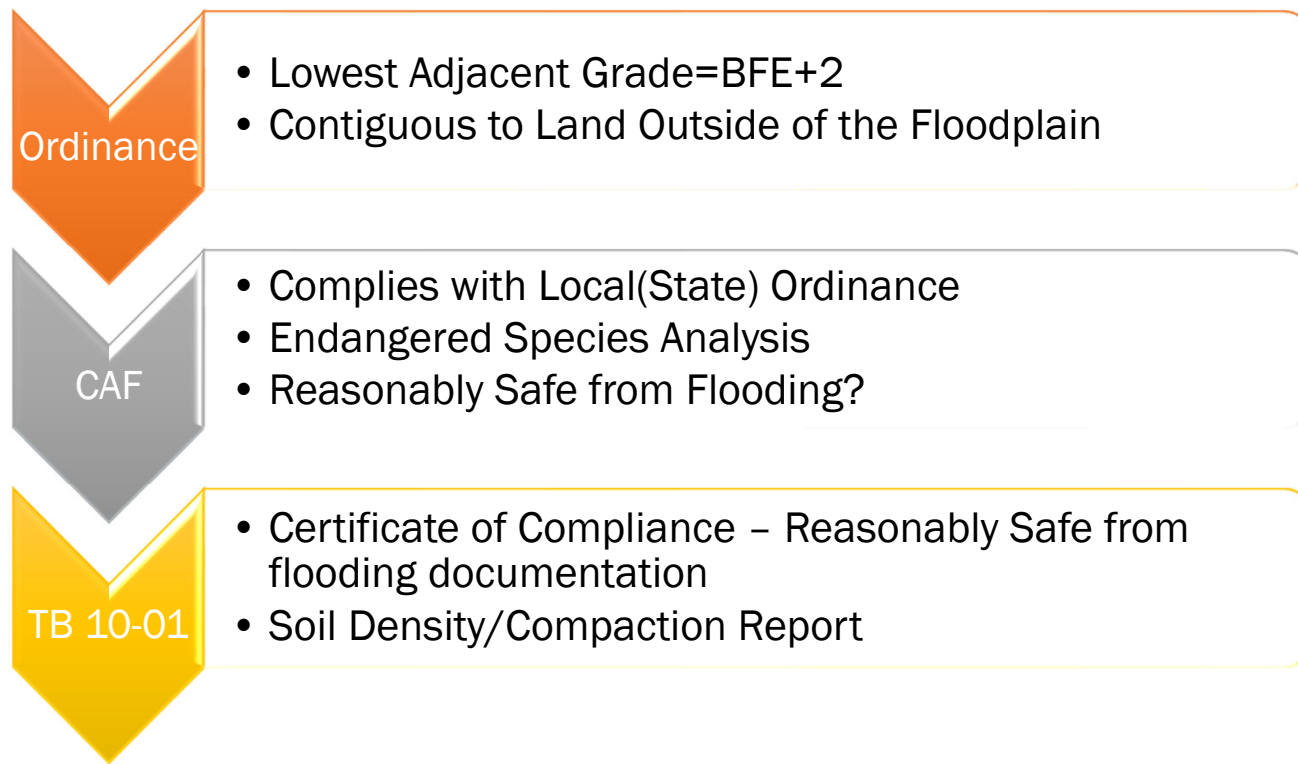 Ordinance
• Lowest Adjacent Grade=BFE+2
• Contiguous to Land Outside of the Floodplain
CAF
• Complies with Local(State) Ordinance
• Endangered Species Analysis
• Reasonably Safe from Flooding?
TB 10-01
• Certificate of Compliance – Reasonably Safe from
flooding documentation
• Soil Density/Compaction Report